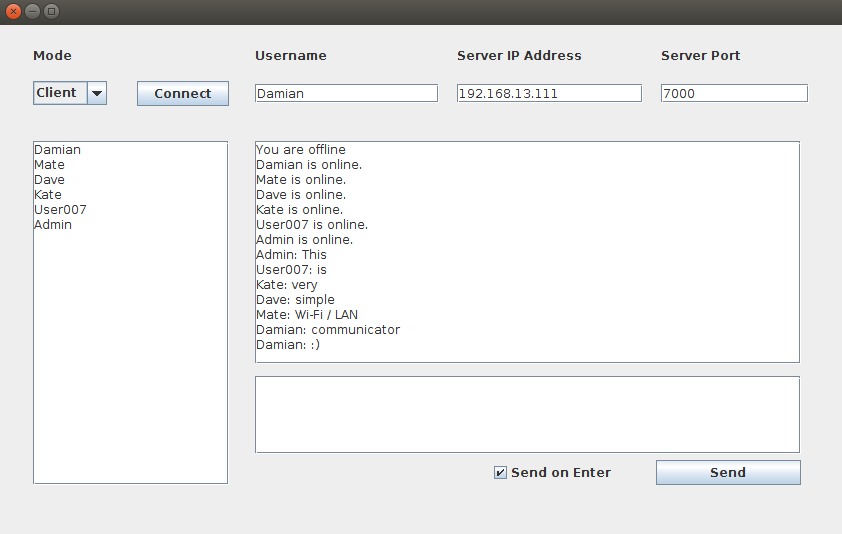 Mode Username Server IP Address Server Port
Client Connect Damian 192.168.13.111 7000
Damian
Mate
Dave
Kate
User007
Admin
You are offline
Damian is online.
Mate is online.
Dave is online.
Kate is online.
User007 is online.
Admin is online.
Admin: This
User007: is
Kate: very
Dave: simple
Mate: Wi-Fi / LAN
Damian: communicator
Damian: :)
Send on Enter Send